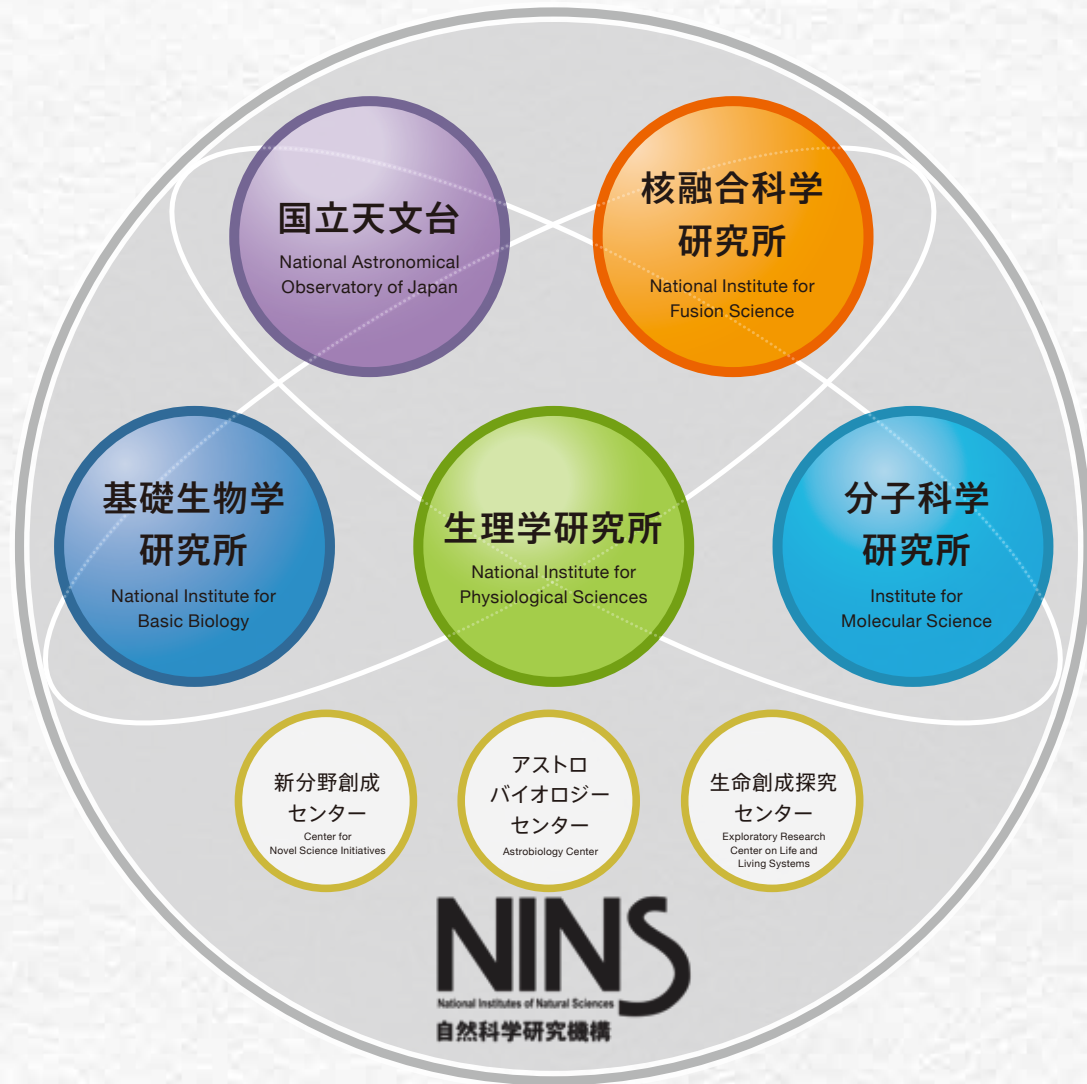 国立天文台
National Astronomical
Observatory of Japan
核融合科学
研究所
National Institute for
Fusion Science
基礎生物学
研究所
National Institute for
Basic Biology
生理学研究所
National Institute for
Physiological Sciences
分子科学
研究所
Institute for
Molecular Science
新分野創成
センター
Center for
Novel Science Initiatives
アストロ
バイオロジー
センター
Astrobiology Center
生命創成探究
センター
Exploratory Research
Center on Life and
Living Systems
NINS
National Institutes of Natural Sciences
自然科学研究機構